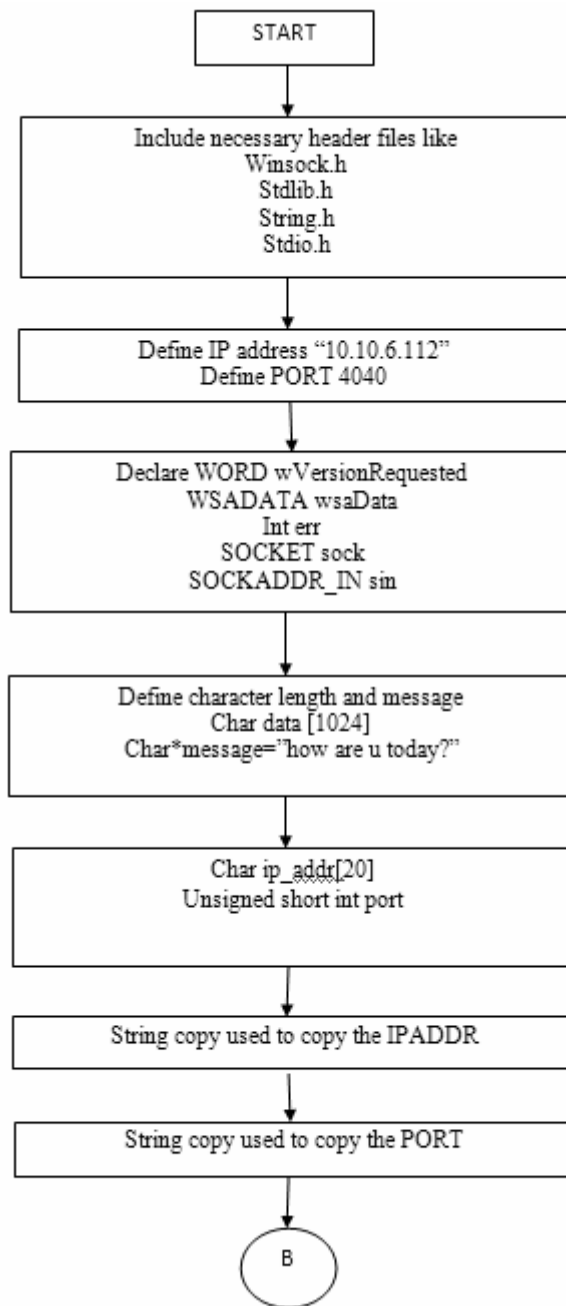 START
Include necessary header files like
Winsock.h
Stdlib.h
String.h
Stdio.h
Define IP address “10.10.6.112”
Define PORT 4040
Declare WORD wVersionRequested
WSADATA wsaData
Int err
SOCKET sock
SOCKADDR_IN sin
Define character length and message
Char data [1024]
Char*message=”how are u today?”
Char ip_addr[20]
Unsigned short int port
String copy used to copy the IPADDR
String copy used to copy the PORT
B